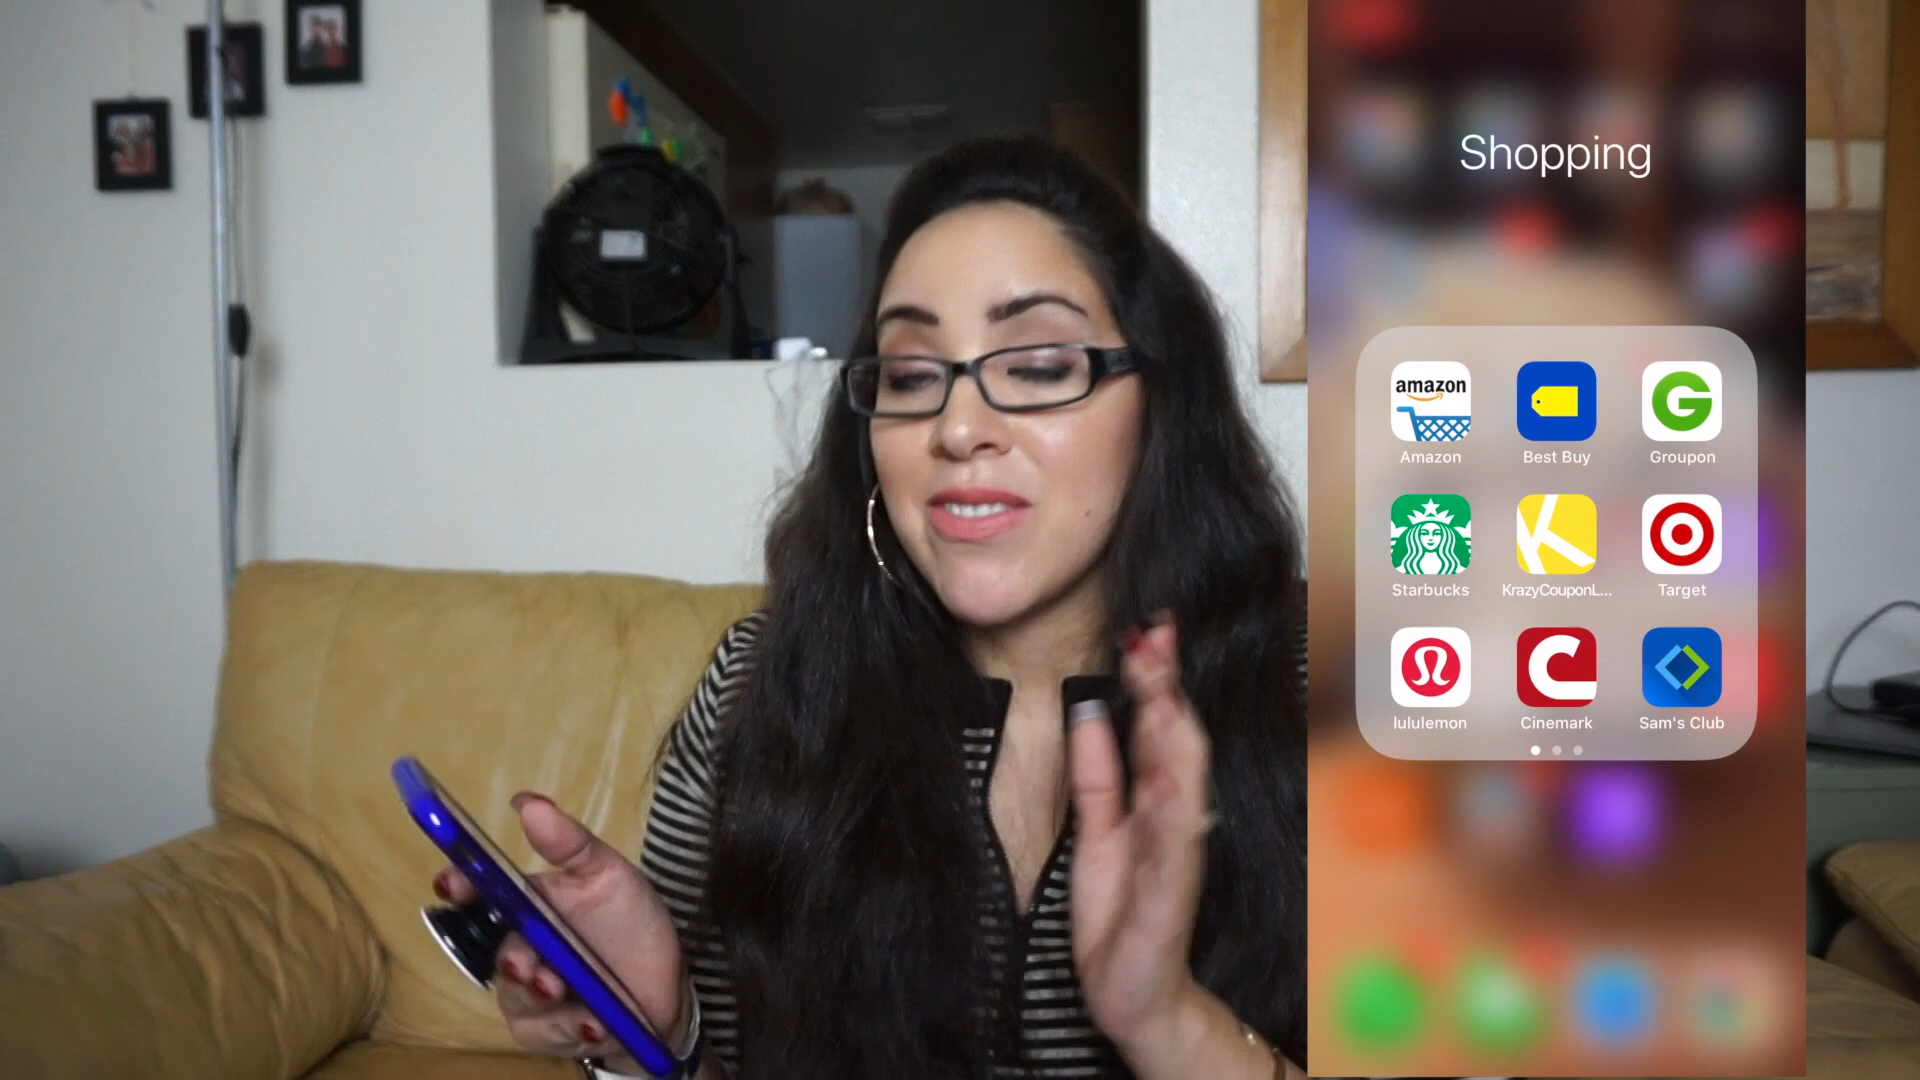 Shopping
amazon
Amazon
Best Buy
Groupon
Starbucks
KrazyCouponL...
Target
lululemon
Cinemark
Sam's Club